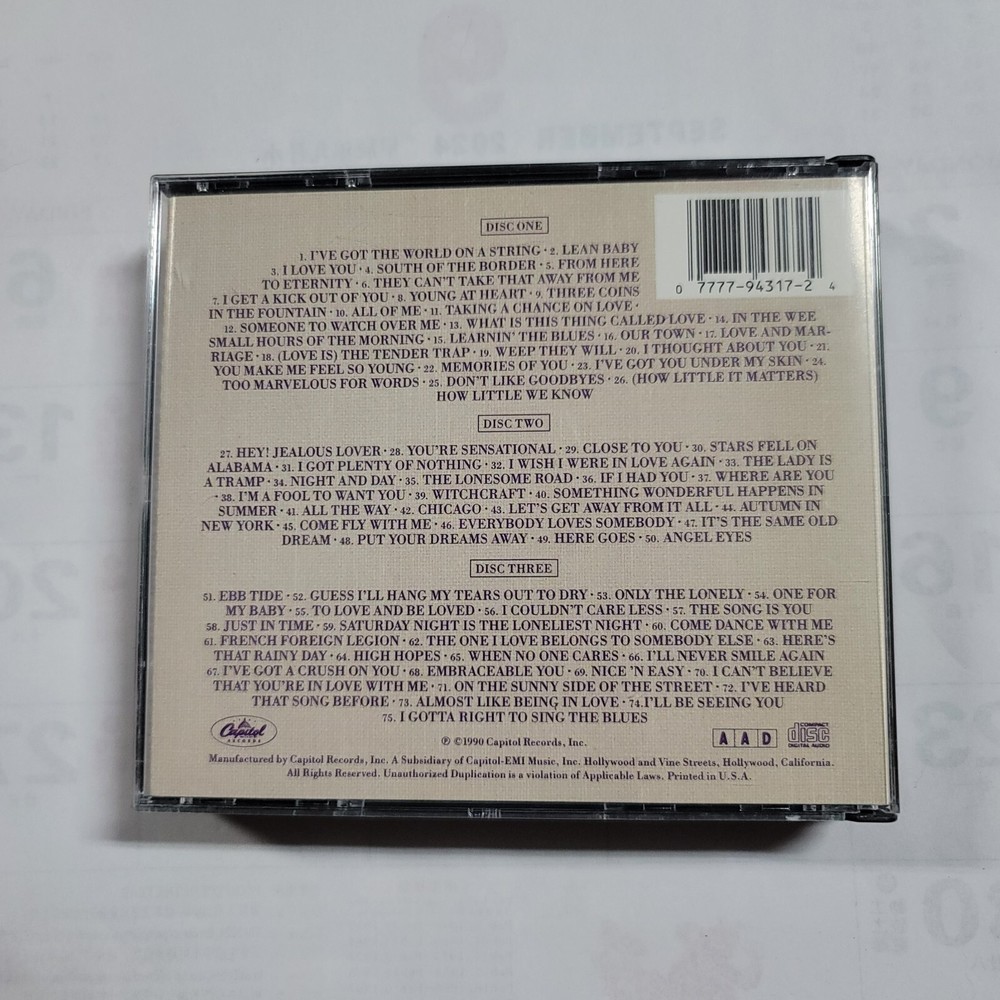 SEPTEMBER 2024
DISC ONE
1. I'VE GOT THE WORLD ON A STRING • 2. LEAN BABY
3. I LOVE YOU • 4. SOUTH OF THE BORDER • 5. FROM HERE
TO ETERNITY • 6. THEY CAN'T TAKE THAT AWAY FROM ME
7. I GET A KICK OUT OF YOU • 8. YOUNG AT HEART • 9. THREE COINS
IN THE FOUNTAIN • 10. ALL OF ME • 11. TAKING A CHANCE ON LOVE •
12. SOMEONE TO WATCH OVER ME • 13. WHAT IS THIS THING CALLED LOVE • 14. IN THE WEE
SMALL HOURS OF THE MORNING • 15. LEARNIN' THE BLUES • 16. OUR TOWN • 17. LOVE AND MAR-
RIAGE • 18. (LOVE IS) THE TENDER TRAP • 19. WEEP THEY WILL • 20. I THOUGHT ABOUT YOU • 21.
YOU MAKE ME FEEL SO YOUNG • 22. MEMORIES OF YOU • 23. I'VE GOT YOU UNDER MY SKIN • 24.
TOO MARVELOUS FOR WORDS • 25. DON'T LIKE GOODBYES • 26. (HOW LITTLE IT MATTERS)
HOW LITTLE WE KNOW
0 7777-94317-2 4
DISC TWO
27. HEY! JEALOUS LOVER • 28. YOU'RE SENSATIONAL • 29. CLOSE TO YOU • 30. STARS FELL ON
ALABAMA • 31. I GOT PLENTY OF NOTHING • 32. I WISH I WERE IN LOVE AGAIN • 33. THE LADY IS
A TRAMP • 34. NIGHT AND DAY • 35. THE LONESOME ROAD • 36. IF I HAD YOU • 37. WHERE ARE YOU
• 38. I'M A FOOL TO WANT YOU • 39. WITCHCRAFT • 40. SOMETHING WONDERFUL HAPPENS IN
SUMMER • 41. ALL THE WAY • 42. CHICAGO • 43. LET'S GET AWAY FROM IT ALL • 44. AUTUMN IN
NEW YORK • 45. COME FLY WITH ME • 46. EVERYBODY LOVES SOMEBODY • 47. IT'S THE SAME OLD
DREAM • 48. PUT YOUR DREAMS AWAY • 49. HERE GOES • 50. ANGEL EYES
DISC THREE
51. EBB TIDE • 52. GUESS I'LL HANG MY TEARS OUT TO DRY • 53. ONLY THE LONELY • 54. ONE FOR
MY BABY • 55. TO LOVE AND BE LOVED • 56. I COULDN'T CARE LESS • 57. THE SONG IS YOU
58. JUST IN TIME • 59. SATURDAY NIGHT IS THE LONELIEST NIGHT • 60. COME DANCE WITH ME
61. FRENCH FOREIGN LEGION • 62. THE ONE I LOVE BELONGS TO SOMEBODY ELSE • 63. HERE'S
THAT RAINY DAY • 64. HIGH HOPES • 65. WHEN NO ONE CARES • 66. I'LL NEVER SMILE AGAIN
67. I'VE GOT A CRUSH ON YOU • 68. EMBRACEABLE YOU • 69. NICE 'N EASY • 70. I CAN'T BELIEVE
THAT YOU'RE IN LOVE WITH ME • 71. ON THE SUNNY SIDE OF THE STREET • 72. I'VE HEARD
THAT SONG BEFORE • 73. ALMOST LIKE BEING IN LOVE • 74. I'LL BE SEEING YOU
75. I GOTTA RIGHT TO SING THE BLUES
Capitol
RECORDS
℗ ©1990 Capitol Records, Inc.
A A D
COMPACT
disc
DIGITAL AUDIO
Manufactured by Capitol Records, Inc. A Subsidiary of Capitol-EMI Music, Inc. Hollywood and Vine Streets, Hollywood, California.
All Rights Reserved. Unauthorized Duplication is a violation of Applicable Laws. Printed in U.S.A.